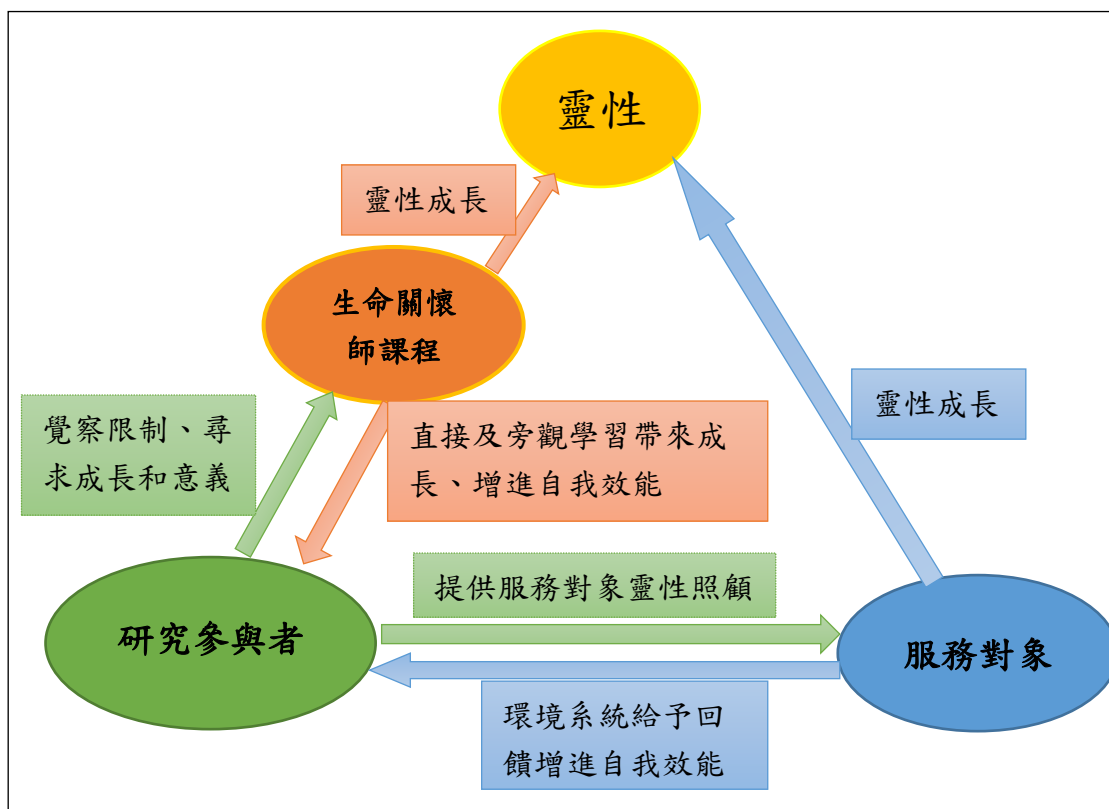 靈性
靈性成長
生命關懷
師課程
靈性成長
覺察限制、尋
求成長和意義
直接及旁觀學習帶來成
長、增進自我效能
提供服務對象靈性照顧
研究參與者
服務對象
環境系統給予回
饋增進自我效能